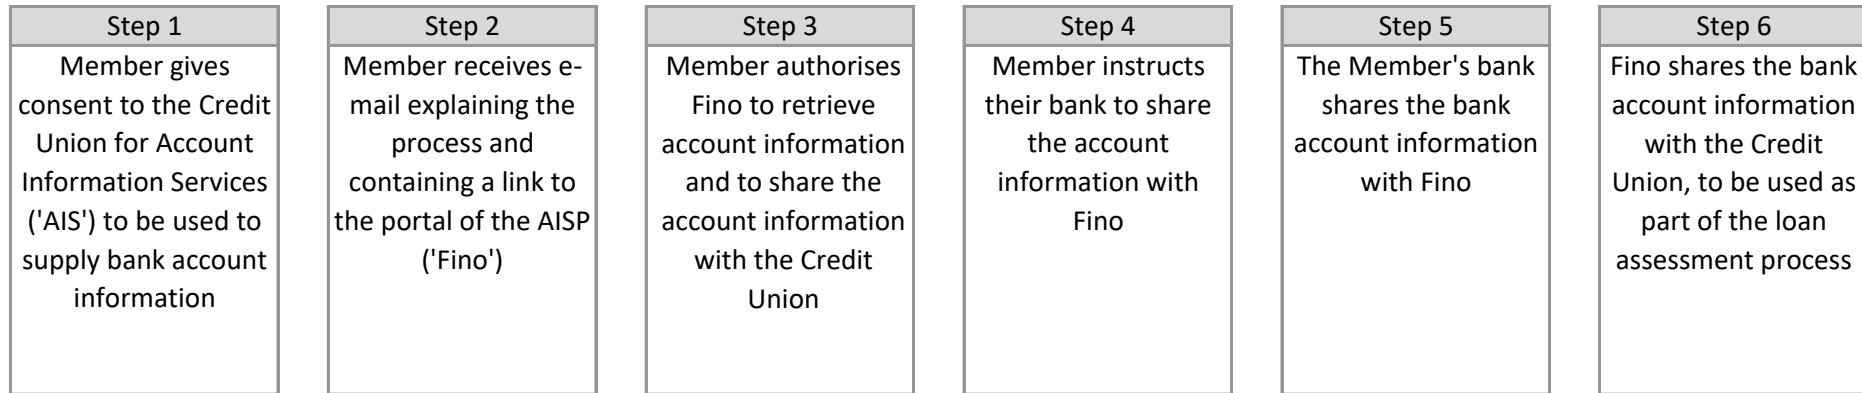 Step 1
Member gives
consent to the Credit
Union for Account
Information Services
('AIS') to be used to
supply bank account
information
Step 2
Member receives e-
mail explaining the
process and
containing a link to
the portal of the AISP
('Fino')
Step 3
Member authorises
Fino to retrieve
account information
and to share the
account information
with the Credit
Union
Step 4
Member instructs
their bank to share
the account
information with
Fino
Step 5
The Member's bank
shares the bank
account information
with Fino
Step 6
Fino shares the bank
account information
with the Credit
Union, to be used as
part of the loan
assessment process